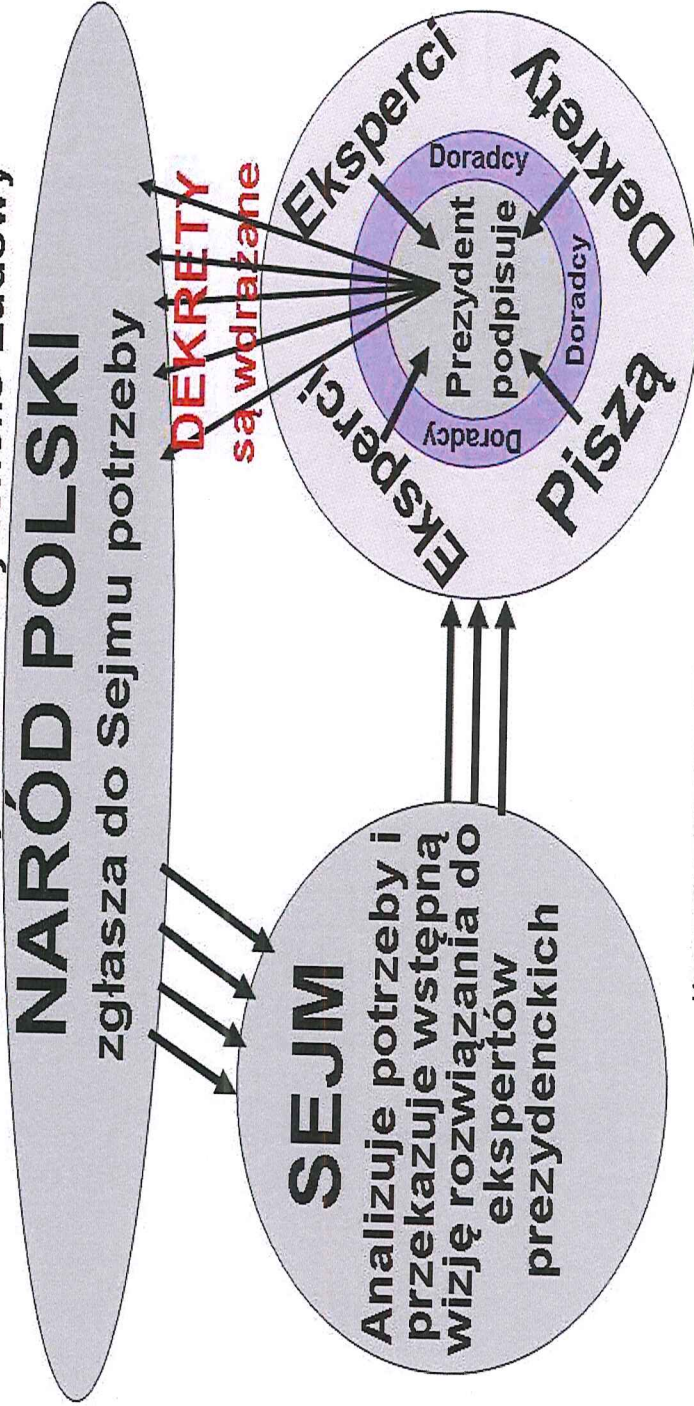 NARÓD POLSKI
zgłasza do Sejmu potrzeby
DEKRETY
są wdrażane
SEJM
Analizuje potrzeby i
przekazuje wstępną
wizję rozwiązania do
ekspertów
prezydenckich
Eksperci
Eksperci
Piszą
Dekrety
Doradcy
Doradcy
Doradcy
Prezydent
podpisuje